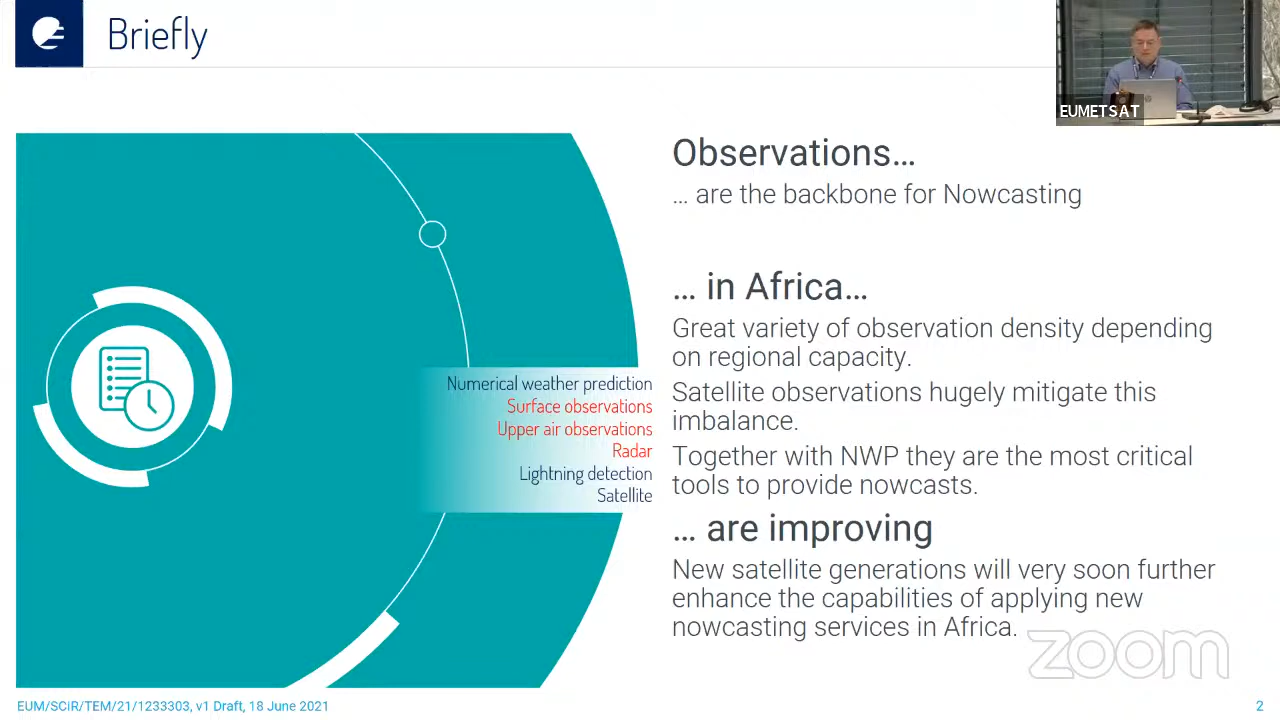 Briefly
EUMETSAT
Observations…
… are the backbone for Nowcasting
… in Africa…
Great variety of observation density depending
on regional capacity.
Satellite observations hugely mitigate this
imbalance.
Together with NWP they are the most critical
tools to provide nowcasts.
… are improving
New satellite generations will very soon further
enhance the capabilities of applying new
nowcasting services in Africa.
Numerical weather prediction
Surface observations
Upper air observations
Radar
Lightning detection
Satellite
zoom
EUM/SCIR/TEM/21/1233303, v1 Draft, 18 June 2021
2